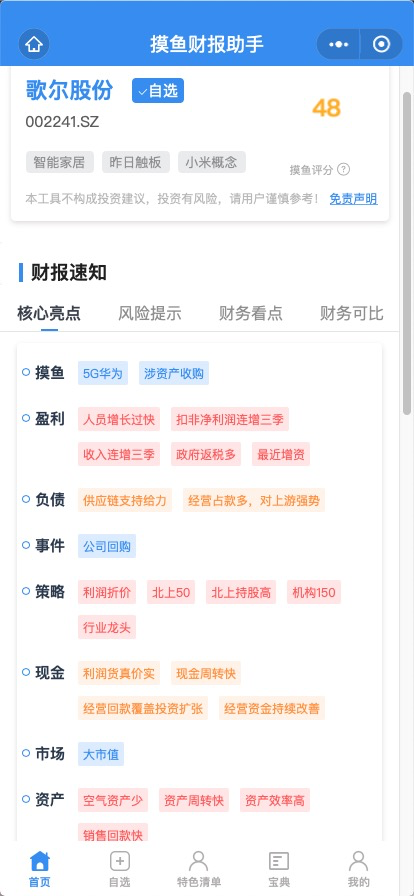 摸鱼财报助手
歌尔股份 ✓自选
48
002241.SZ
智能家居 昨日触板 小米概念
摸鱼评分 ?
本工具不构成投资建议，投资有风险，请用户谨慎参考！ 免责声明
财报速知
核心亮点 风险提示 财务看点 财务可比
摸鱼 5G华为 涉资产收购
盈利 人员增长过快 扣非净利润连增三季
收入连增三季 政府返税多 最近增资
负债 供应链支持给力 经营占款多，对上游强势
事件 公司回购
策略 利润折价 北上50 北上持股高 机构150
行业龙头
现金 利润货真价实 现金周转快
经营回款覆盖投资扩张 经营资金持续改善
市场 大市值
资产 空气资产少 资产周转快 资产效率高
销售回款快
首页 自选 特色清单 宝典 我的